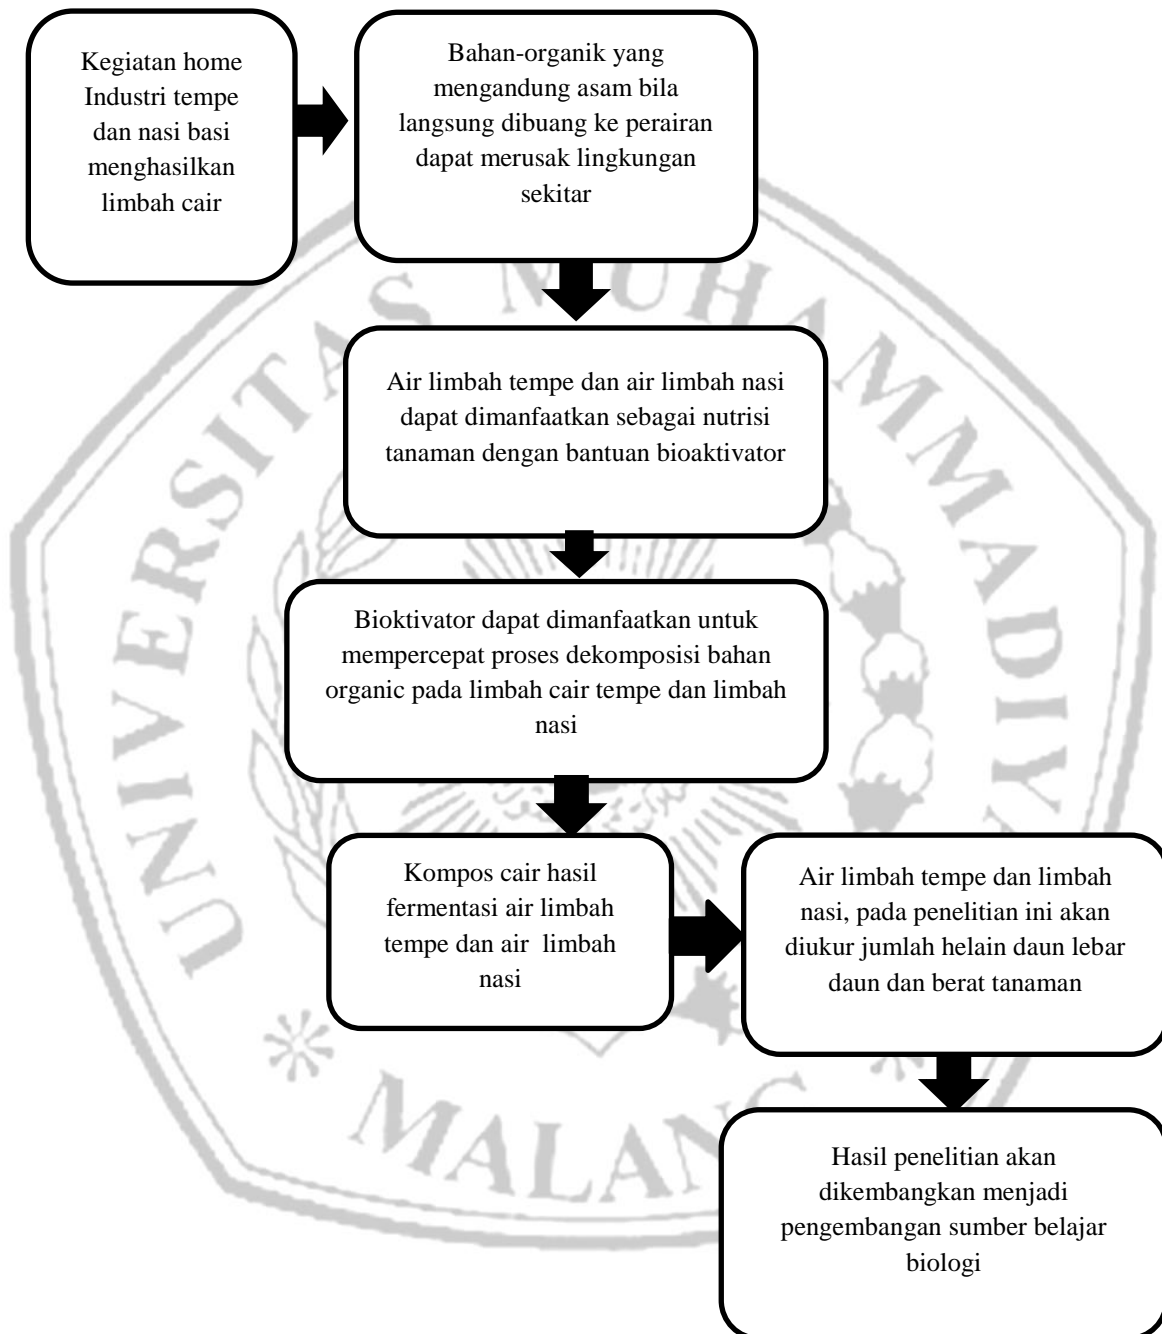 Kegiatan home
Industri tempe
dan nasi basi
menghasilkan
limbah cair
Bahan-organik yang
mengandung asam bila
langsung dibuang ke perairan
dapat merusak lingkungan
sekitar
Air limbah tempe dan air limbah nasi
dapat dimanfaatkan sebagai nutrisi
tanaman dengan bantuan bioaktivator
Bioktivator dapat dimanfaatkan untuk
mempercepat proses dekomposisi bahan
organic pada limbah cair tempe dan limbah
nasi
Kompos cair hasil
fermentasi air limbah
tempe dan air limbah
nasi
Air limbah tempe dan limbah
nasi, pada penelitian ini akan
diukur jumlah helain daun lebar
daun dan berat tanaman
Hasil penelitian akan
dikembangkan menjadi
pengembangan sumber belajar
biologi
UNIVERSITAS MUHAMMADIYA
MALANG